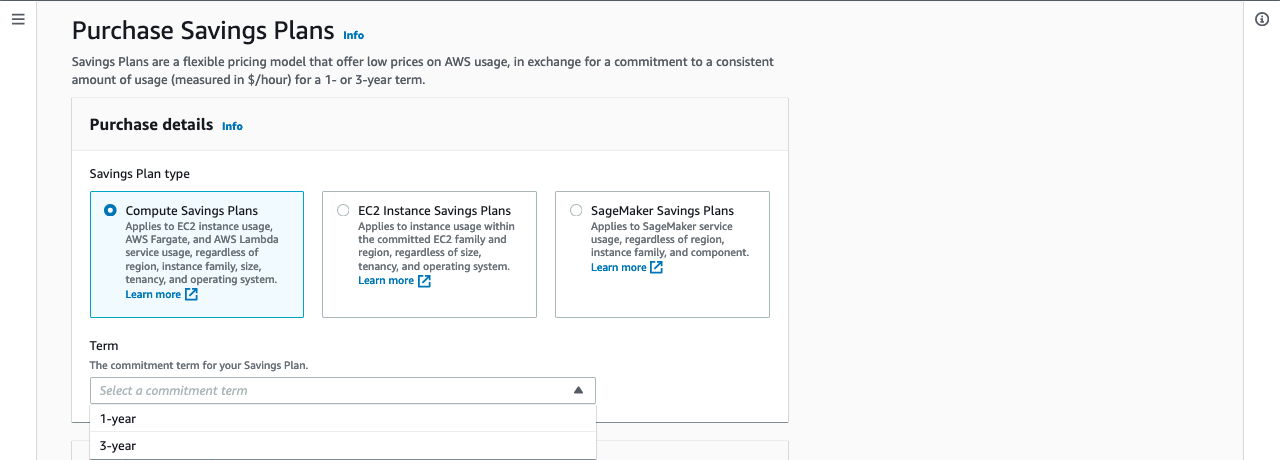 Purchase Savings Plans Info
Savings Plans are a flexible pricing model that offer low prices on AWS usage, in exchange for a commitment to a consistent
amount of usage (measured in $/hour) for a 1- or 3-year term.
Purchase details Info
Savings Plan type
Compute Savings Plans
Applies to EC2 instance usage,
AWS Fargate, and AWS Lambda
service usage, regardless of
region, instance family, size,
tenancy, and operating system.
Learn more
EC2 Instance Savings Plans
Applies to instance usage within
the committed EC2 family and
region, regardless of size,
tenancy, and operating system.
Learn more
SageMaker Savings Plans
Applies to SageMaker service
usage, regardless of region,
instance family, and component.
Learn more
Term
The commitment term for your Savings Plan.
Select a commitment term
1-year
3-year